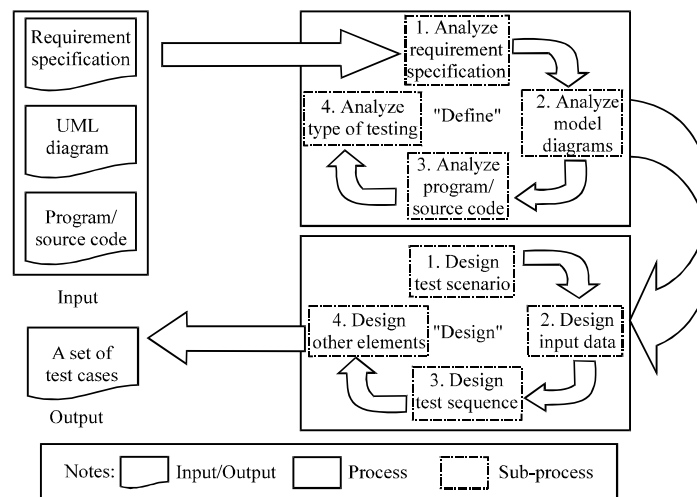 Requirement
specification
UML
diagram
Program/
source code
Input
1. Analyze
requirement
specification
2. Analyze
model
diagrams
3. Analyze
program/
source code
4. Analyze
type of testing
"Define"
1. Design
test scenario
2. Design
input data
3. Design
test sequence
4. Design
other elements
"Design"
A set of
test cases
Output
Notes:
Input/Output
Process
Sub-process